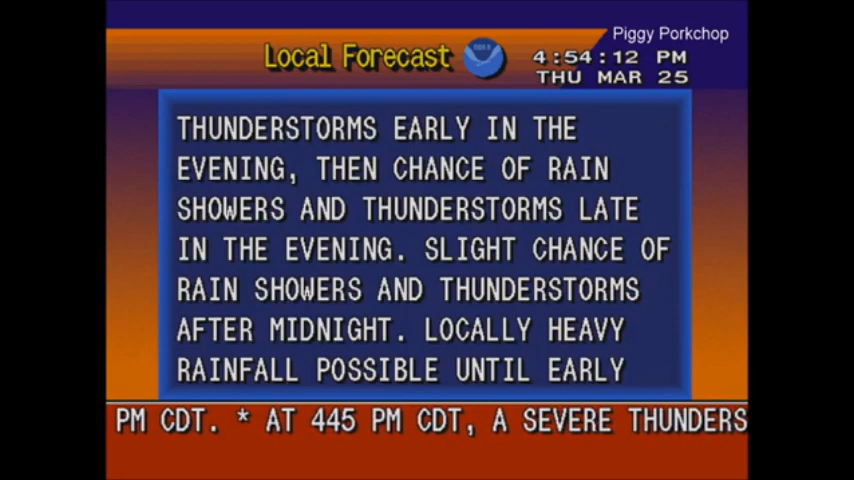 Piggy Porkchop
Local Forecast
4:54:12 PM
THU MAR 25
THUNDERSTORMS EARLY IN THE
EVENING, THEN CHANCE OF RAIN
SHOWERS AND THUNDERSTORMS LATE
IN THE EVENING. SLIGHT CHANCE OF
RAIN SHOWERS AND THUNDERSTORMS
AFTER MIDNIGHT. LOCALLY HEAVY
RAINFALL POSSIBLE UNTIL EARLY
PM CDT. * AT 445 PM CDT, A SEVERE THUNDERS